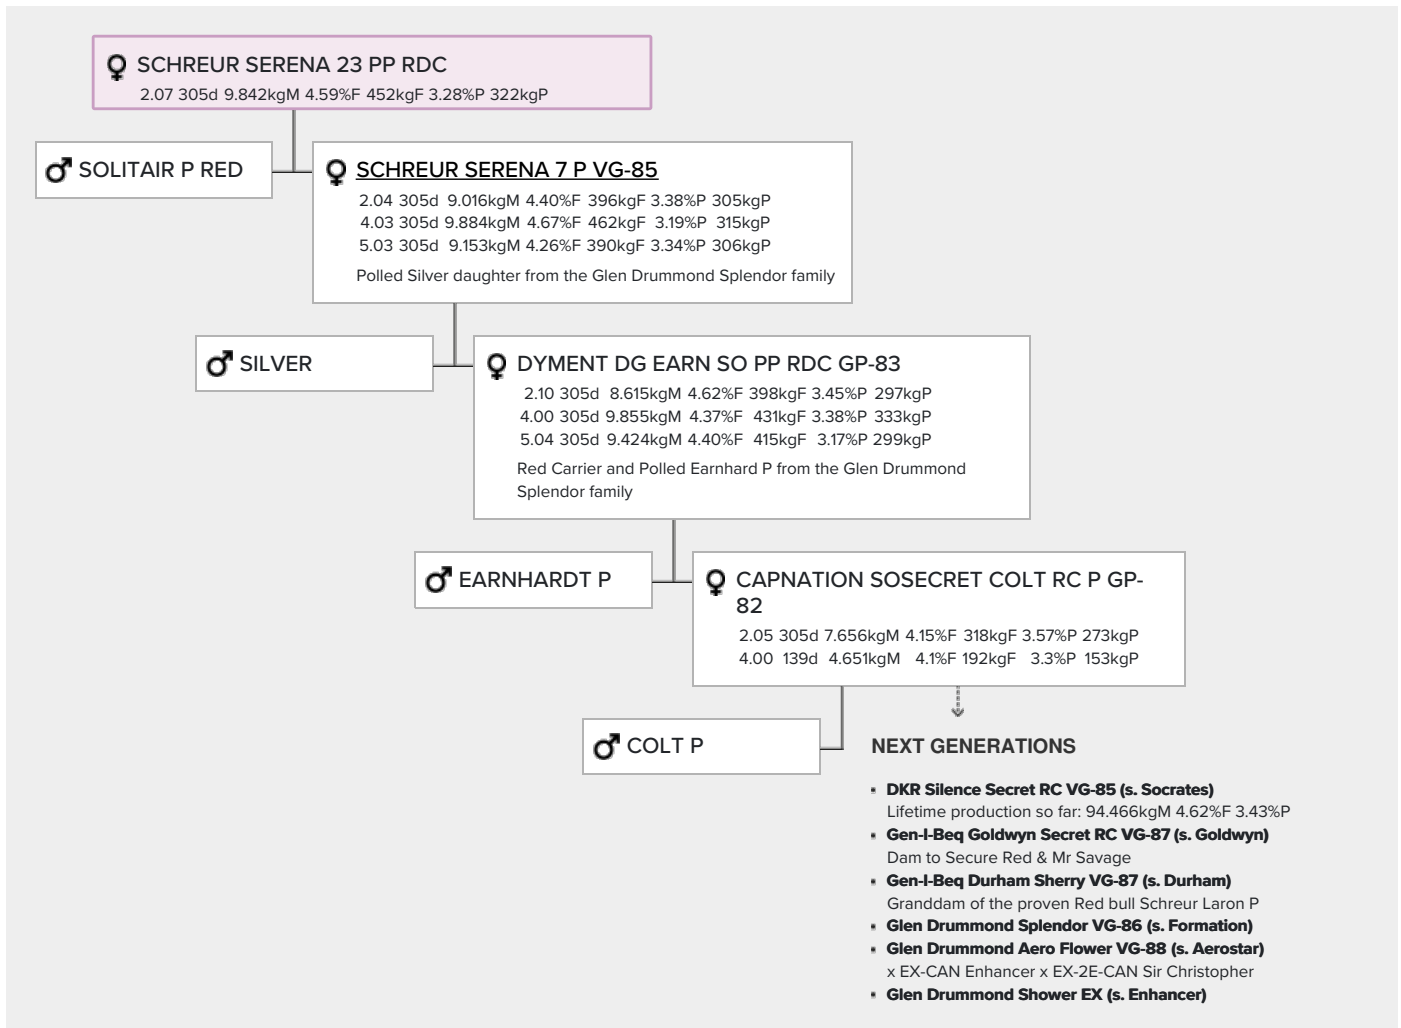 SCHREUR SERENA 23 PP RDC
2.07 305d 9.842kgM 4.59%F 452kgF 3.28%P 322kgP
SOLITAIR P RED
SCHREUR SERENA 7 P VG-85
2.04 305d 9.016kgM 4.40%F 396kgF 3.38%P 305kgP
4.03 305d 9.884kgM 4.67%F 462kgF 3.19%P 315kgP
5.03 305d 9.153kgM 4.26%F 390kgF 3.34%P 306kgP
Polled Silver daughter from the Glen Drummond Splendor family
SILVER
DYMENT DG EARN SO PP RDC GP-83
2.10 305d 8.615kgM 4.62%F 398kgF 3.45%P 297kgP
4.00 305d 9.855kgM 4.37%F 431kgF 3.38%P 333kgP
5.04 305d 9.424kgM 4.40%F 415kgF 3.17%P 299kgP
Red Carrier and Polled Earnhard P from the Glen Drummond
Splendor family
EARNHARDT P
CAPNATION SOSECRET COLT RC P GP-
82
2.05 305d 7.656kgM 4.15%F 318kgF 3.57%P 273kgP
4.00 139d 4.651kgM 4.1%F 192kgF 3.3%P 153kgP
COLT P
NEXT GENERATIONS
DKR Silence Secret RC VG-85 (s. Socrates)
Lifetime production so far: 94.466kgM 4.62%F 3.43%P
Gen-I-Beq Goldwyn Secret RC VG-87 (s. Goldwyn)
Dam to Secure Red & Mr Savage
Gen-I-Beq Durham Sherry VG-87 (s. Durham)
Granddam of the proven Red bull Schreur Laron P
Glen Drummond Splendor VG-86 (s. Formation)
Glen Drummond Aero Flower VG-88 (s. Aerostar)
x EX-CAN Enhancer x EX-2E-CAN Sir Christopher
Glen Drummond Shower EX (s. Enhancer)